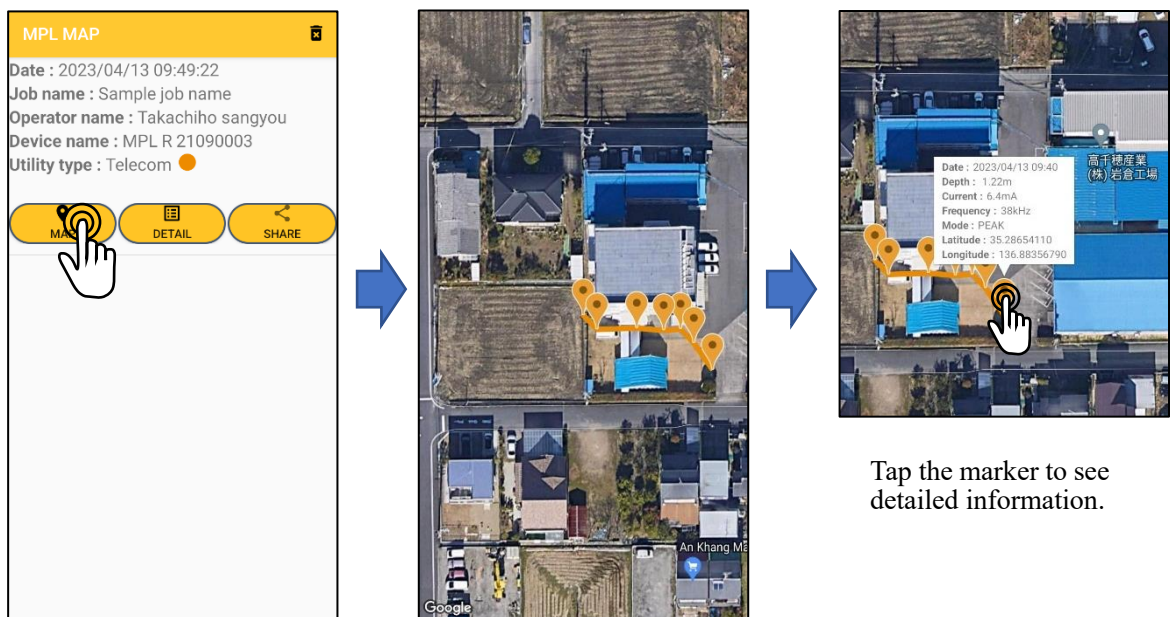 MPL MAP
Date : 2023/04/13 09:49:22
Job name : Sample job name
Operator name : Takachiho sangyou
Device name : MPL R 21090003
Utility type : Telecom
MAP
DETAIL
SHARE
An Khang Ma
Google
Date : 2023/04/13 09:40
Depth : 1.22m
Current : 6.4mA
Frequency : 38kHz
Mode : PEAK
Latitude : 35.28654110
Longitude : 136.88356790
高千穂産業
(株) 岩倉工場
Tap the marker to see
detailed information.